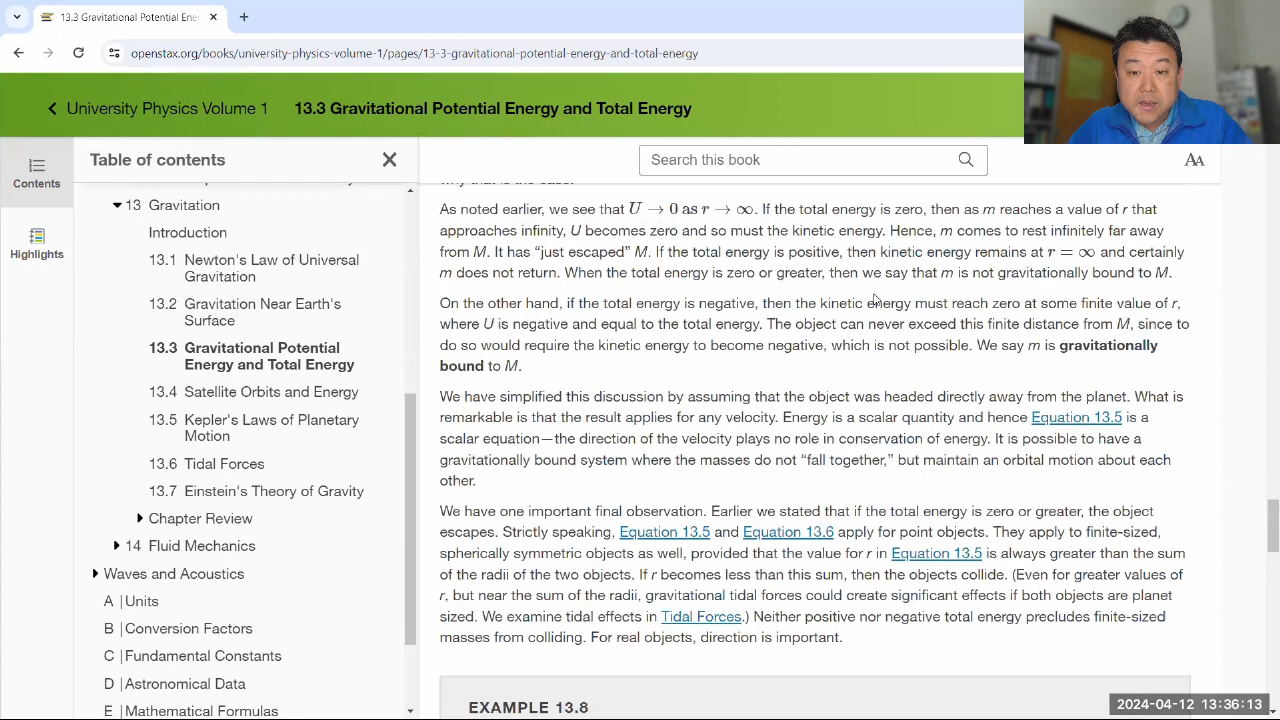 13.3 Gravitational Potential Ener
openstax.org/books/university-physics-volume-1/pages/13-3-gravitational-potential-energy-and-total-energy
University Physics Volume 1
13.3 Gravitational Potential Energy and Total Energy
Contents
Highlights
Table of contents
Search this book
AA
13 Gravitation
Introduction
13.1 Newton's Law of Universal
Gravitation
13.2 Gravitation Near Earth's
Surface
13.3 Gravitational Potential
Energy and Total Energy
13.4 Satellite Orbits and Energy
13.5 Kepler's Laws of Planetary
Motion
13.6 Tidal Forces
13.7 Einstein's Theory of Gravity
Chapter Review
14 Fluid Mechanics
Waves and Acoustics
A | Units
B | Conversion Factors
C | Fundamental Constants
D | Astronomical Data
E | Mathematical Formulas
why that is the case.
As noted earlier, we see that U → 0 as r → ∞. If the total energy is zero, then as m reaches a value of r that
approaches infinity, U becomes zero and so must the kinetic energy. Hence, m comes to rest infinitely far away
from M. It has “just escaped” M. If the total energy is positive, then kinetic energy remains at r = ∞ and certainly
m does not return. When the total energy is zero or greater, then we say that m is not gravitationally bound to M.
On the other hand, if the total energy is negative, then the kinetic energy must reach zero at some finite value of r,
where U is negative and equal to the total energy. The object can never exceed this finite distance from M, since to
do so would require the kinetic energy to become negative, which is not possible. We say m is gravitationally
bound to M.
We have simplified this discussion by assuming that the object was headed directly away from the planet. What is
remarkable is that the result applies for any velocity. Energy is a scalar quantity and hence Equation 13.5 is a
scalar equation—the direction of the velocity plays no role in conservation of energy. It is possible to have a
gravitationally bound system where the masses do not “fall together,” but maintain an orbital motion about each
other.
We have one important final observation. Earlier we stated that if the total energy is zero or greater, the object
escapes. Strictly speaking, Equation 13.5 and Equation 13.6 apply for point objects. They apply to finite-sized,
spherically symmetric objects as well, provided that the value for r in Equation 13.5 is always greater than the sum
of the radii of the two objects. If r becomes less than this sum, then the objects collide. (Even for greater values of
r, but near the sum of the radii, gravitational tidal forces could create significant effects if both objects are planet
sized. We examine tidal effects in Tidal Forces.) Neither positive nor negative total energy precludes finite-sized
masses from colliding. For real objects, direction is important.
EXAMPLE 13.8
2024-04-12 13:36:13